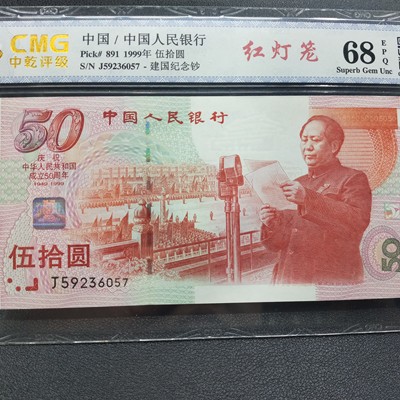 CMG
中乾评级
中国 / 中国人民银行
Pick# 891 1999年 伍拾圆
S/N J59236057 - 建国纪念钞
红灯笼
68
E
P
Q
Superb Gem Unc
50
中国人民银行
庆祝
中华人民共和国
成立50周年
1949-1999
伍拾圆
J59236057
50